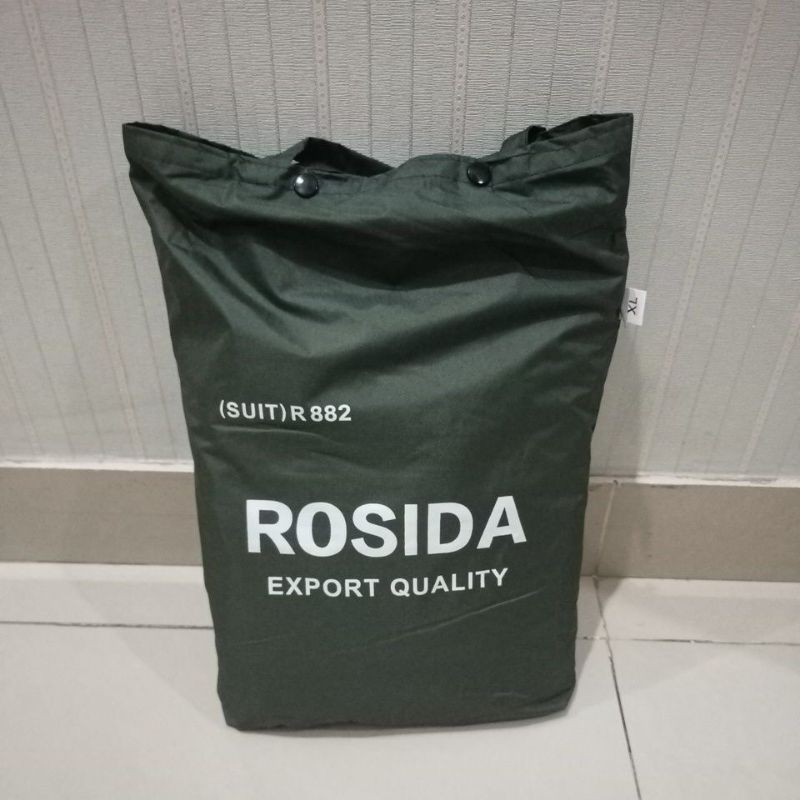 XL
(SUIT) R 882
ROSIDA
EXPORT QUALITY